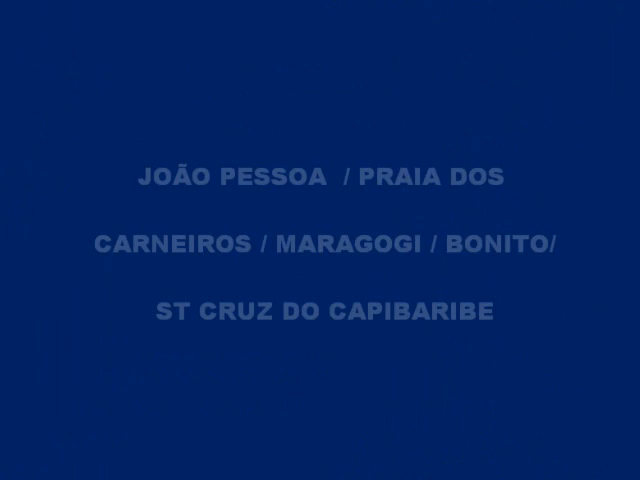 JOÃO PESSOA / PRAIA DOS
CARNEIROS / MARAGOGI / BONITO/
ST CRUZ DO CAPIBARIBE